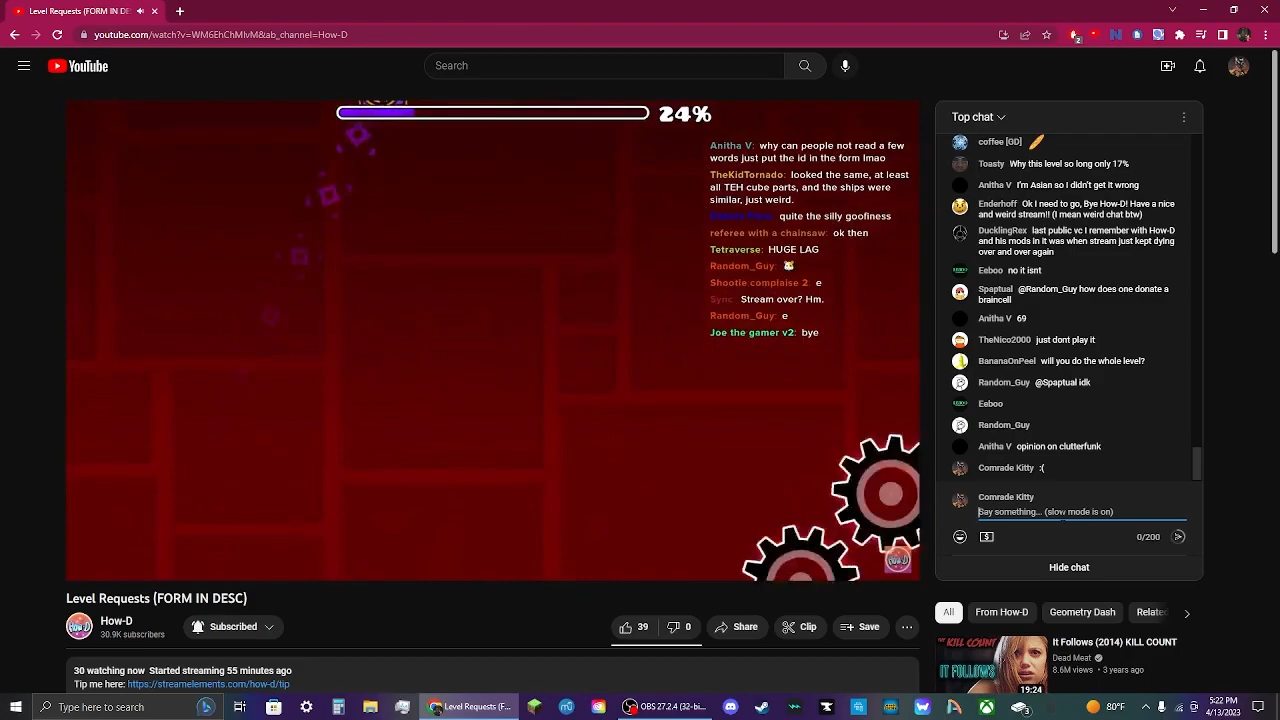 Level Requests (FORM IN DE
youtube.com/watch?v=WM6EhChMIvM&ab_channel=How-D
2
YouTube
Search
24%
Anitha V: why can people not read a few
words just put the id in the form lmao
TheKidTornado: looked the same, at least
all TEH cube parts, and the ships were
similar, just weird.
quite the silly goofiness
referee with a chainsaw: ok then
Tetraverse: HUGE LAG
Random_Guy:
Shootle complaise 2: e
Sync: Stream over? Hm.
Random_Guy: e
Joe the gamer v2: bye
HOW-D
Top chat
coffee [GD]
Toasty Why this level so long only 17%
Anitha V I'm Asian so I didn't get it wrong
Enderhoff Ok I need to go, Bye How-D! Have a nice
and weird stream!! (I mean weird chat btw)
DucklingRex last public vc I remember with How-D
and his mods in it was when stream just kept dying
over and over again
Eeboo no it isnt
Spaptual @Random_Guy how does one donate a
braincell
Anitha V 69
TheNico2000 just dont play it
BananaOnPeel will you do the whole level?
Random_Guy @Spaptual idk
Eeboo
Random_Guy
Anitha V opinion on clutterfunk
Comrade Kitty :(
Comrade Kitty
Say something... (slow mode is on)
0/200
Hide chat
Level Requests (FORM IN DESC)
How-D
30.9K subscribers
Subscribed
39
0
Share
Clip
Save
30 watching now Started streaming 55 minutes ago
Tip me here: https://streamelements.com/how-d/tip
All
From How-D
Geometry Dash
Relate
KILL COUNT
IT FOLLOWS
19:24
It Follows (2014) KILL COUNT
Dead Meat
8.6M views • 3 years ago
Type here to search
Level Requests (F...
OBS 27.2.4 (32-bi...
80°F
5:22 PM
4/13/2023